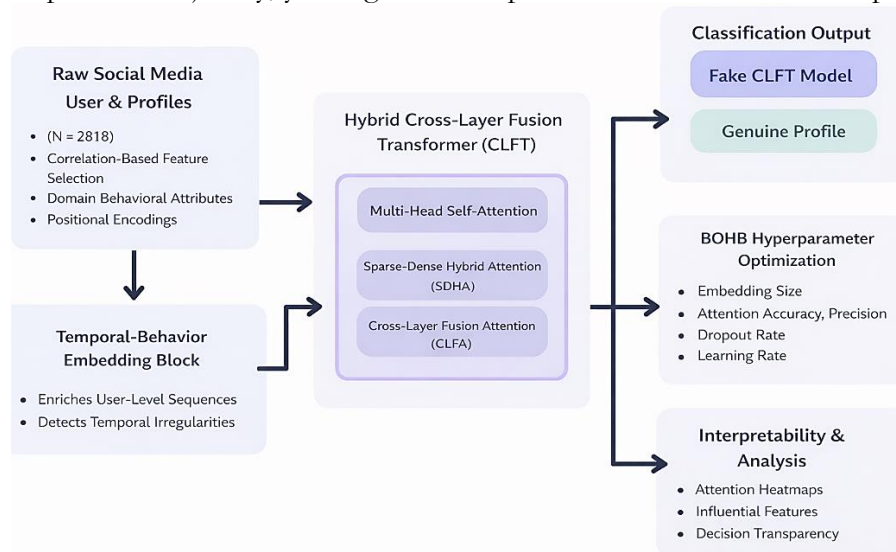 Raw Social Media
User & Profiles
• (N = 2818)
• Correlation-Based Feature
Selection
• Domain Behavioral Attributes
• Positional Encodings
Temporal-Behavior
Embedding Block
• Enriches User-Level Sequences
• Detects Temporal Irregularities
Hybrid Cross-Layer Fusion
Transformer (CLFT)
Multi-Head Self-Attention
Sparse-Dense Hybrid Attention
(SDHA)
Cross-Layer Fusion Attention
(CLFA)
Classification Output
Fake CLFT Model
Genuine Profile
BOHB Hyperparameter
Optimization
• Embedding Size
• Attention Accuracy, Precision
• Dropout Rate
• Learning Rate
Interpretability &
Analysis
• Attention Heatmaps
• Influential Features
• Decision Transparency